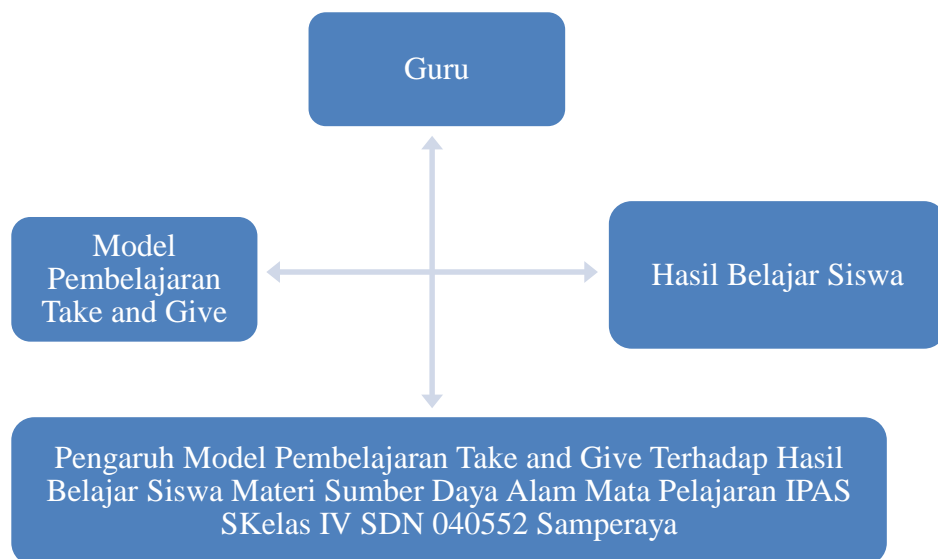 Guru
Model
Pembelajaran
Take and Give
Hasil Belajar Siswa
Pengaruh Model Pembelajaran Take and Give Terhadap Hasil
Belajar Siswa Materi Sumber Daya Alam Mata Pelajaran IPAS
SKelas IV SDN 040552 Samperaya